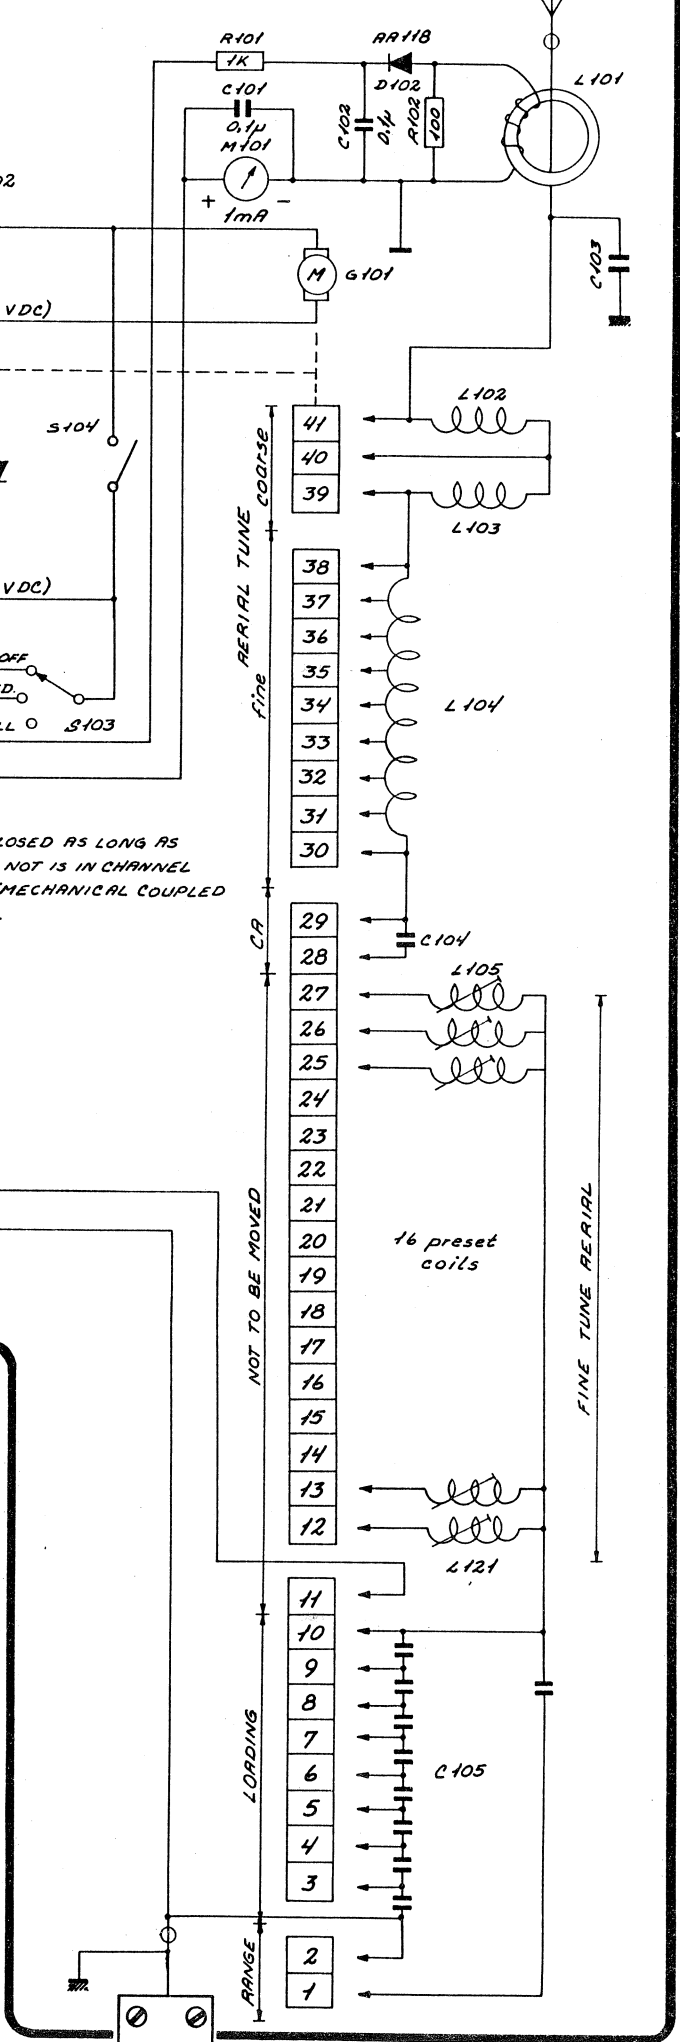 R101
1K
AA118
D102
C101
0,1µ
C102
0,1µ
R102
100
L101
M101
+ -
1mA
C103
M G101
VDC)
S104
41
40
39
L102
L103
AERIAL TUNE
coarse
fine
38
37
36
35
34
33
32
31
30
L104
VDC)
OFF
S103
LOSED AS LONG AS
NOT IS IN CHANNEL
MECHANICAL COUPLED
CA
29
28
C104
27
26
25
24
23
22
21
20
19
18
17
16
15
14
13
12
L105
16 preset
coils
L121
NOT TO BE MOVED
FINE TUNE AERIAL
11
10
9
8
7
6
5
4
3
C105
LOADING
2
1
RANGE